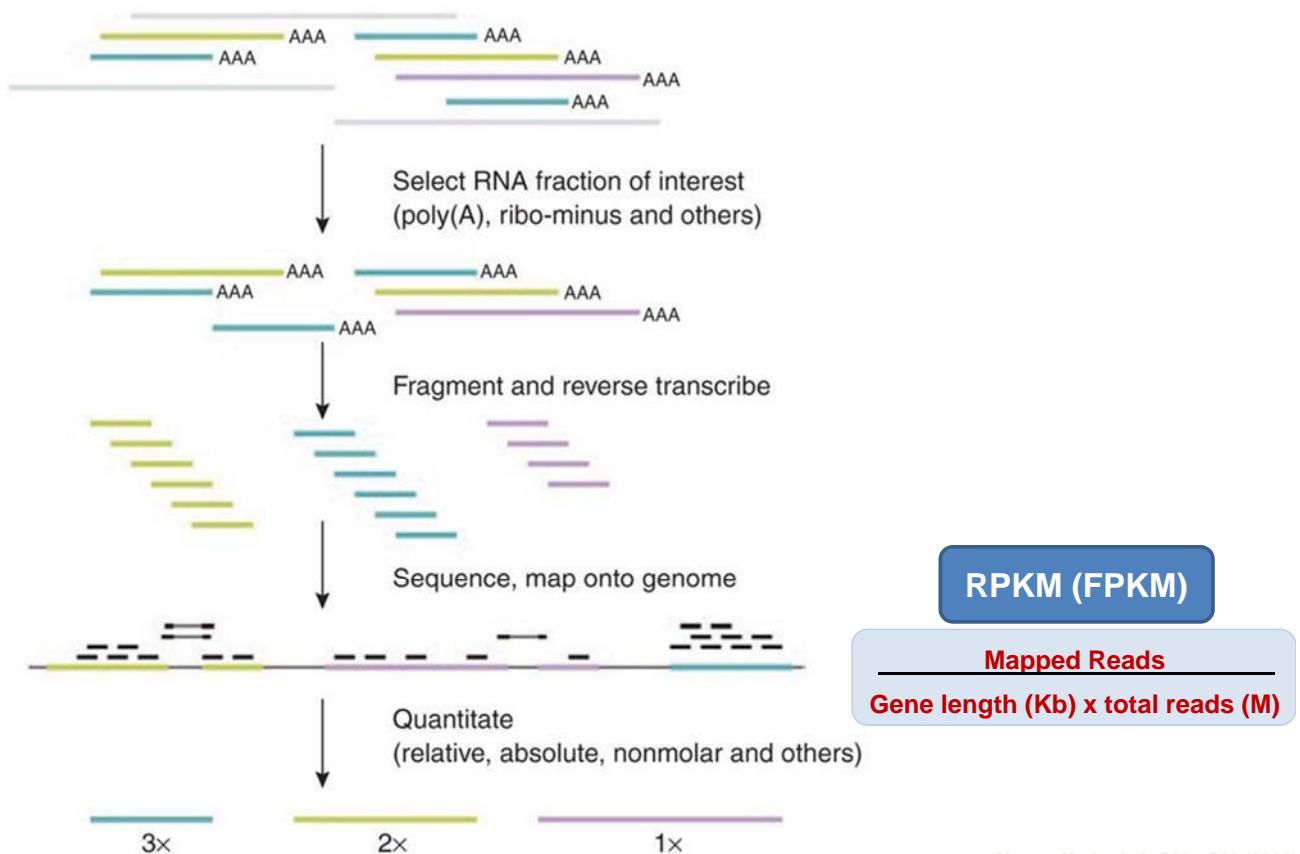 AAA
AAA
AAA
AAA
AAA
AAA
Select RNA fraction of interest
(poly(A), ribo-minus and others)
AAA
AAA
AAA
AAA
AAA
AAA
Fragment and reverse transcribe
Sequence, map onto genome
RPKM (FPKM)
Mapped Reads
Gene length (Kb) x total reads (M)
Quantitate
(relative, absolute, nonmolar and others)
3×
2×
1×